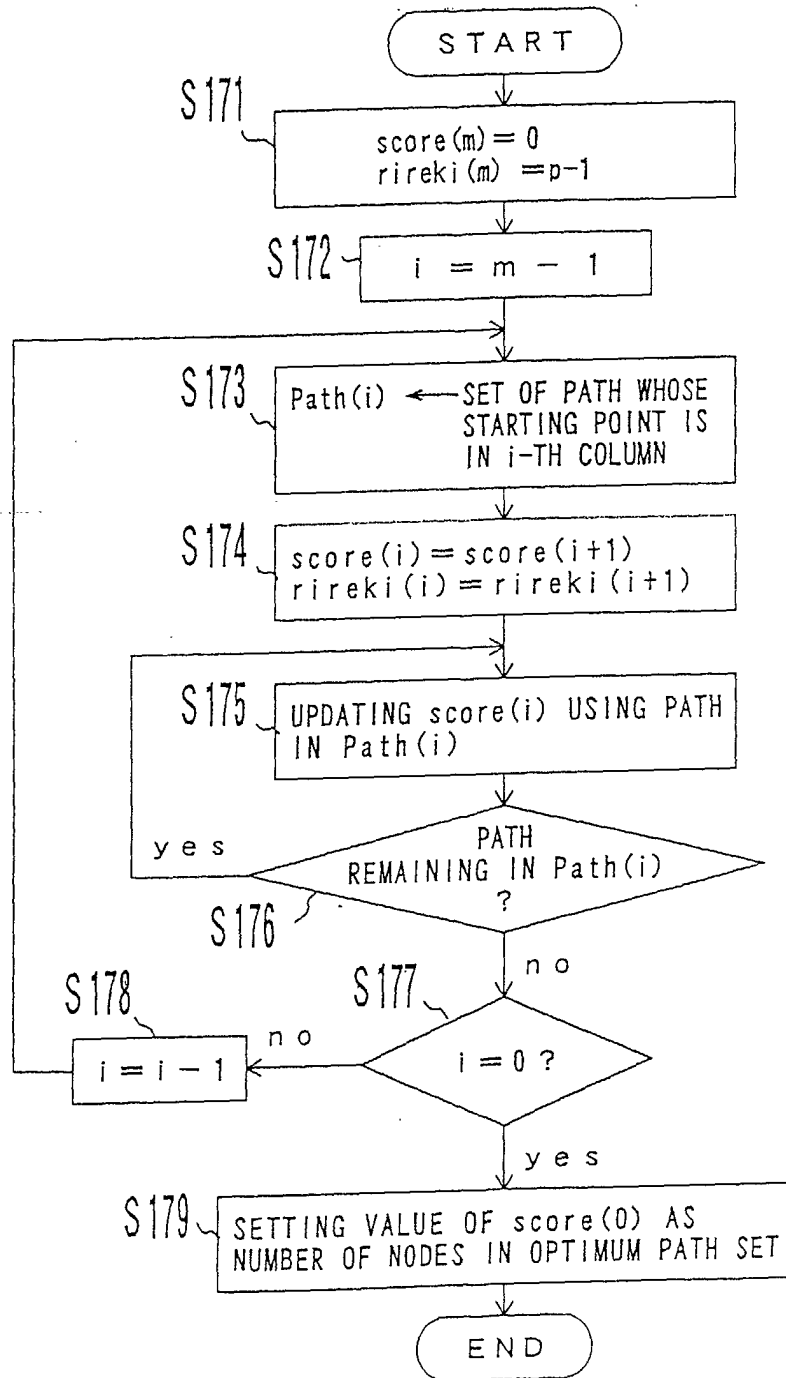 START
S171
score(m)=0
rireki(m)=p-1
S172
i=m-1
S173
Path(i) ← SET OF PATH WHOSE
STARTING POINT IS
IN i-TH COLUMN
S174
score(i)=score(i+1)
rireki(i)=rireki(i+1)
S175
UPDATING score(i) USING PATH
IN Path(i)
yes
PATH
REMAINING IN Path(i)
?
S176
no
S177
S178
no
i=i-1
i=0?
yes
S179
SETTING VALUE OF score(0) AS
NUMBER OF NODES IN OPTIMUM PATH SET
END